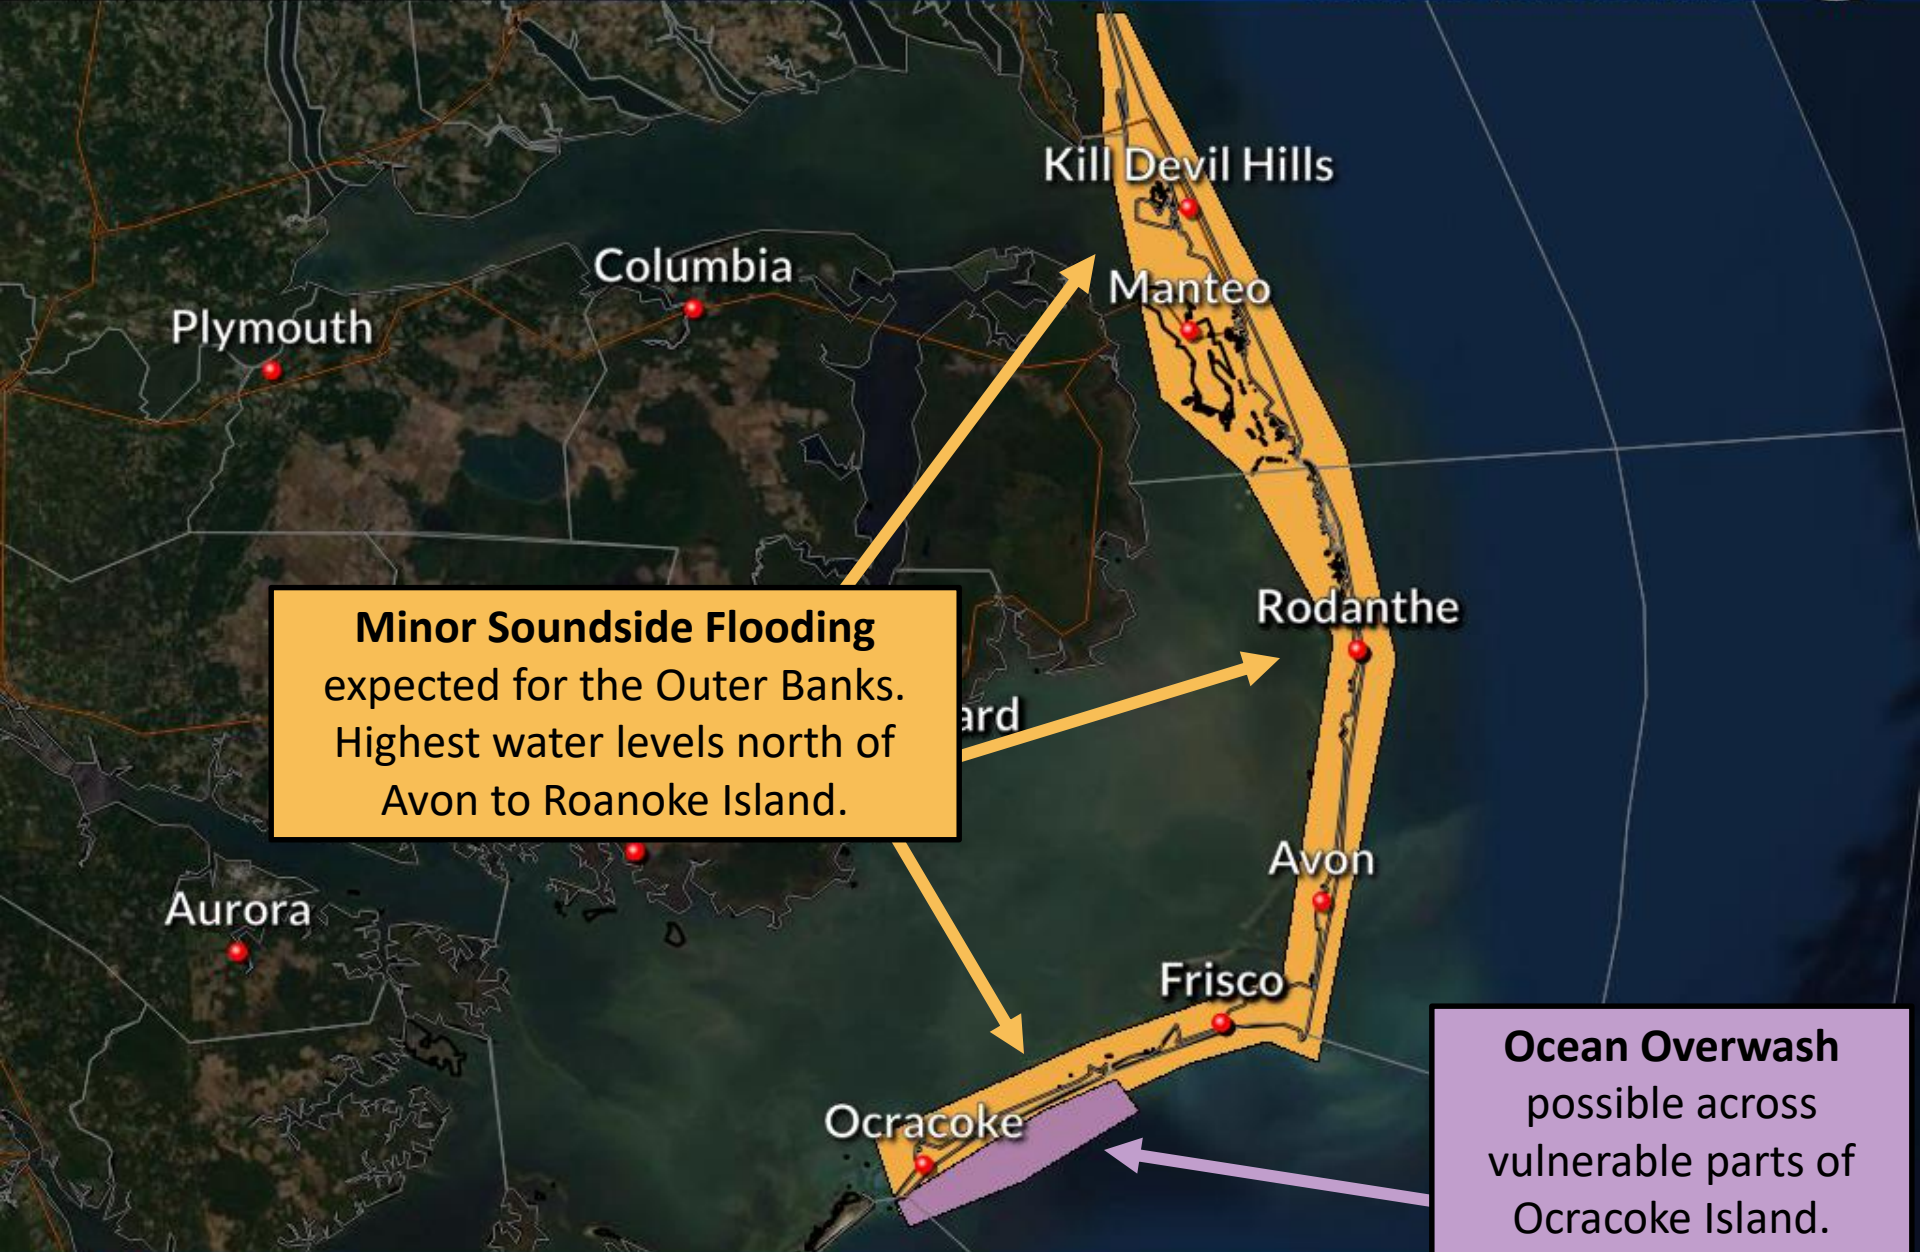 Kill Devil Hills
Columbia
Manteo
Plymouth
Rodanthe
Minor Soundside Flooding
expected for the Outer Banks.
Highest water levels north of
Avon to Roanoke Island.
ard
Avon
Aurora
Frisco
Ocean Overwash
possible across
vulnerable parts of
Ocracoke Island.
Ocracoke